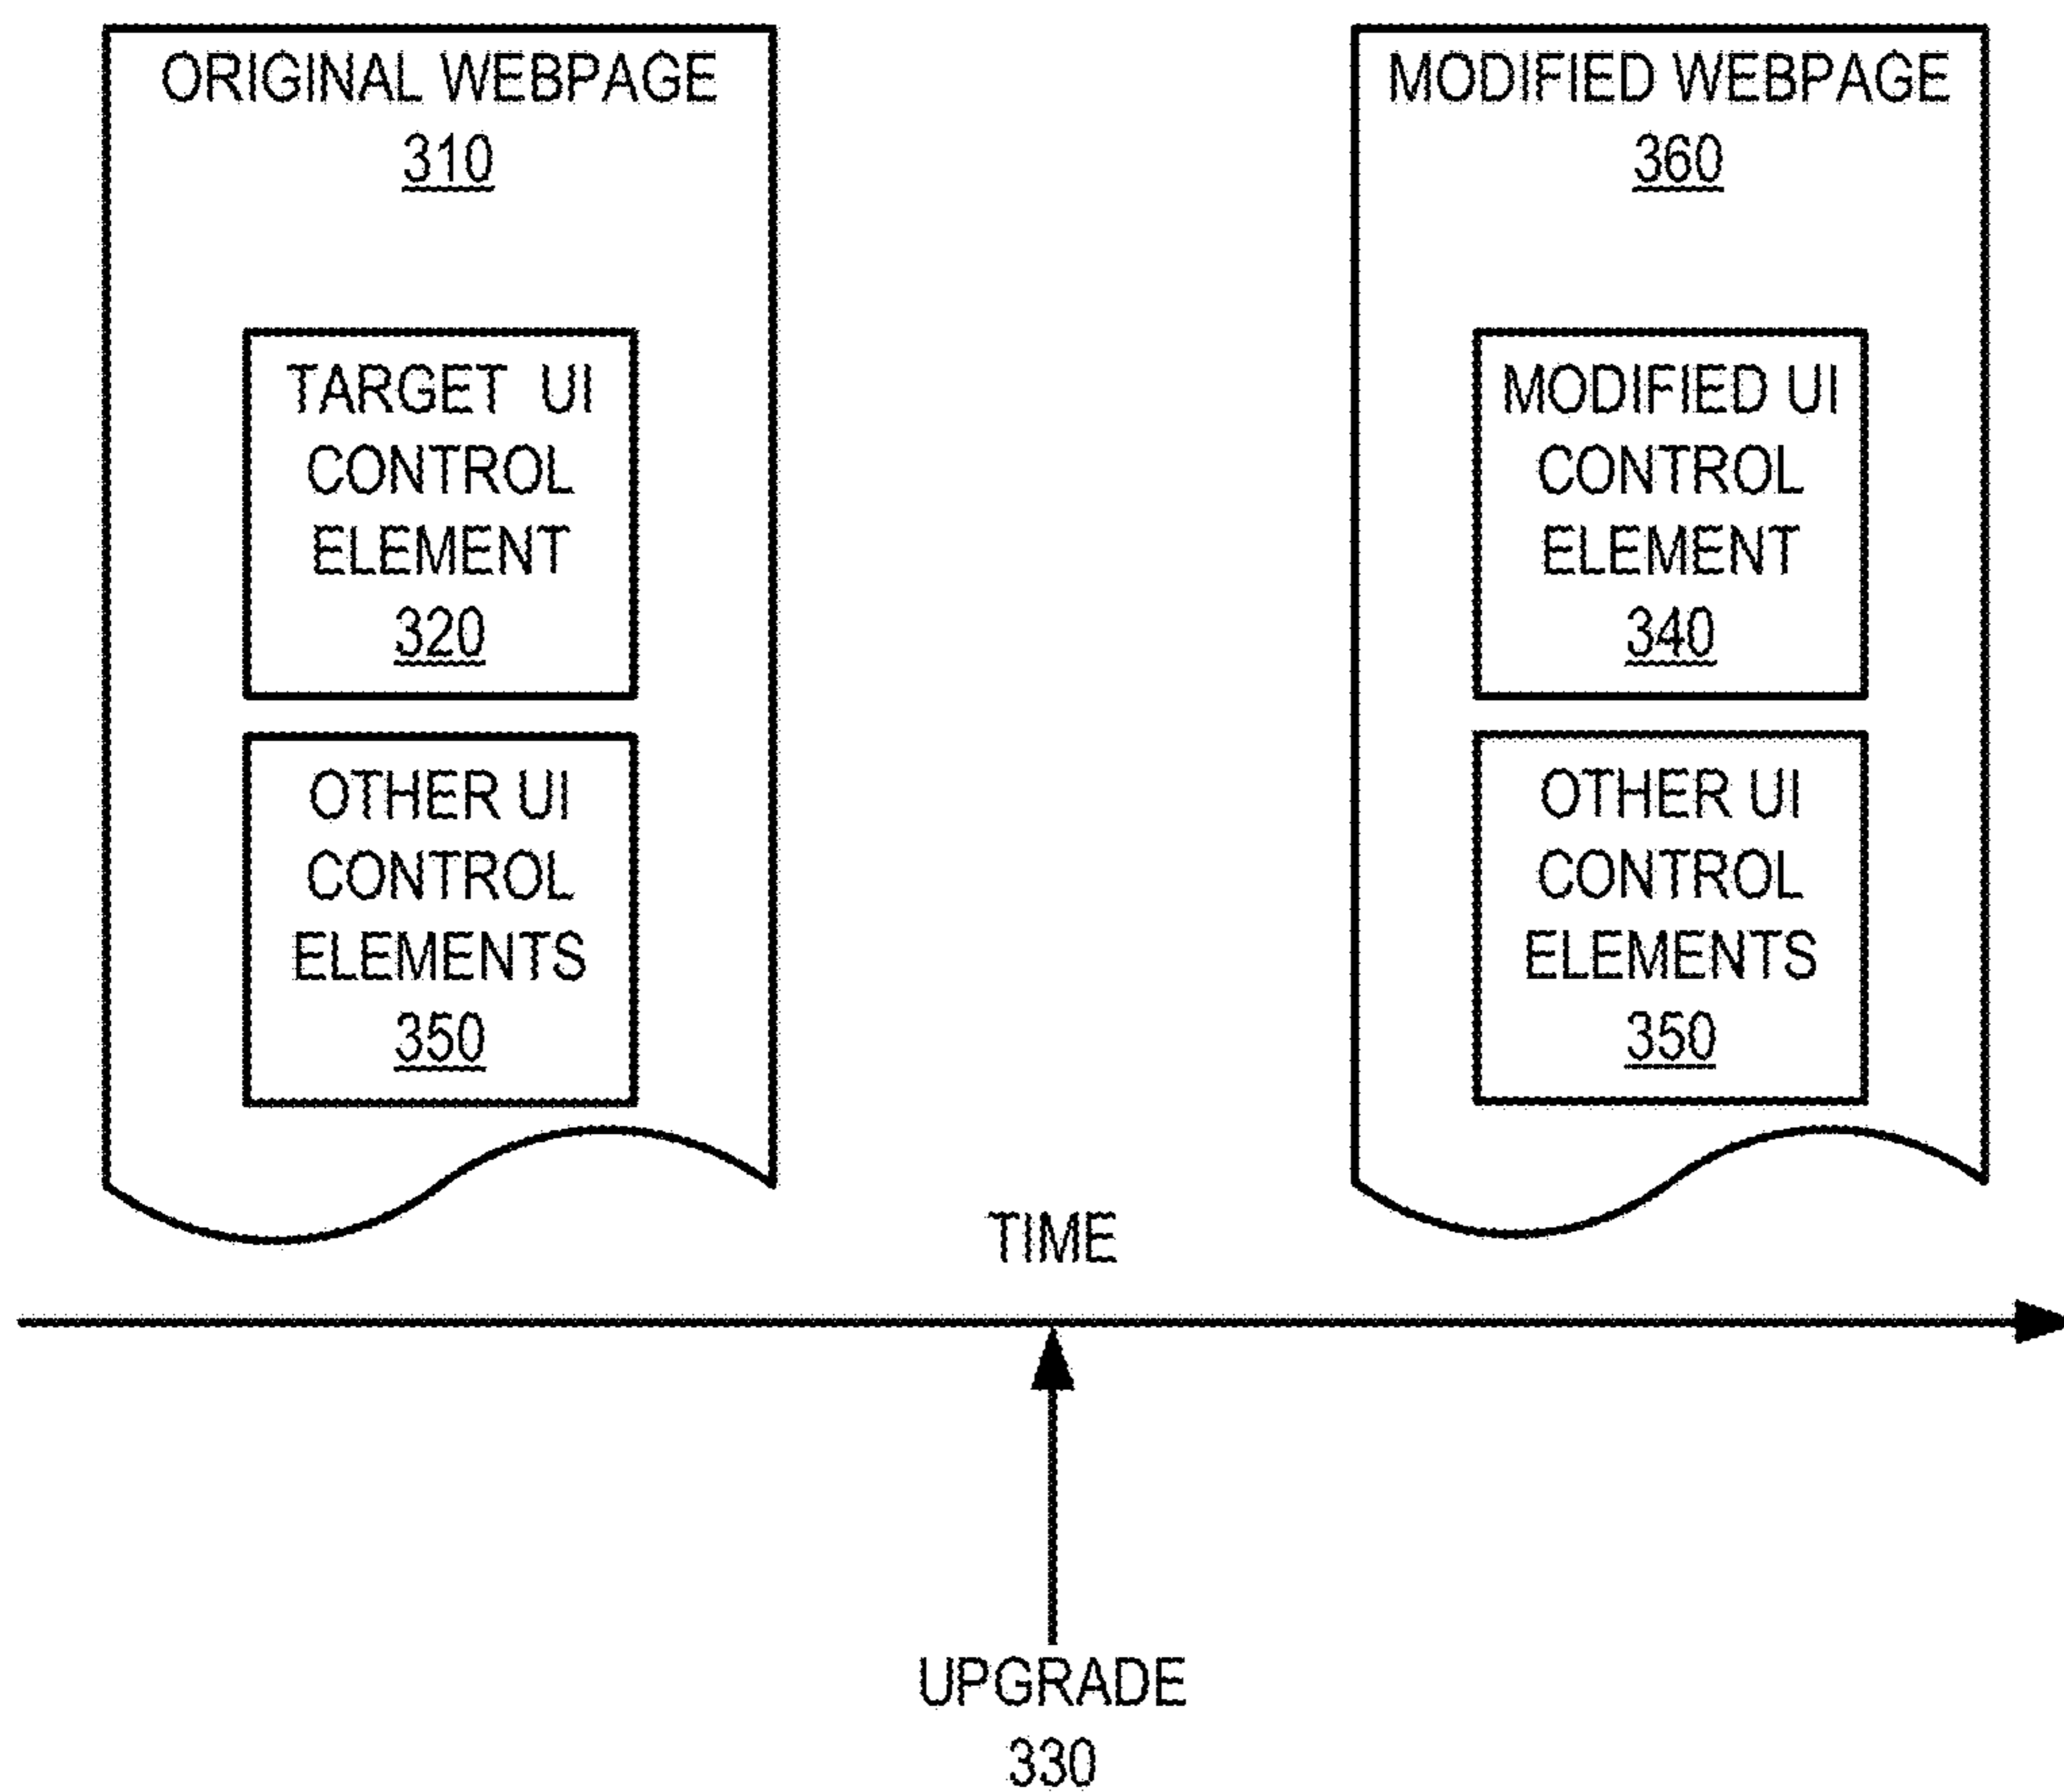 ORIGINAL WEBPAGE
310
TARGET UI
CONTROL
ELEMENT
320
OTHER UI
CONTROL
ELEMENTS
350
MODIFIED WEBPAGE
360
MODIFIED UI
CONTROL
ELEMENT
340
OTHER UI
CONTROL
ELEMENTS
350
TIME
UPGRADE
330